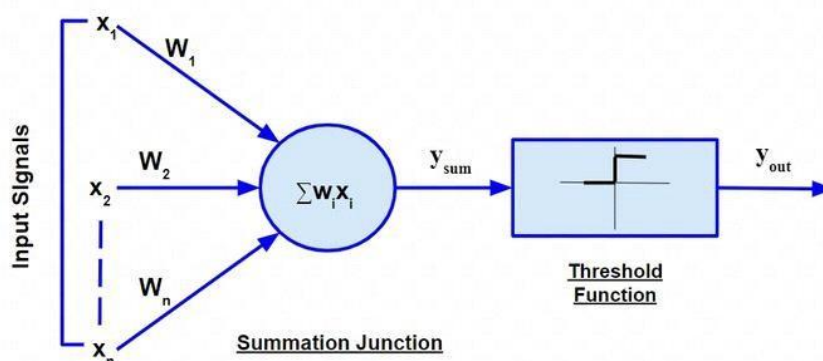 Input SIgnals
x1
W1
x2
W2
xn
Wn
∑wixi
Summation Junction
ysum
Threshold
Function
yout